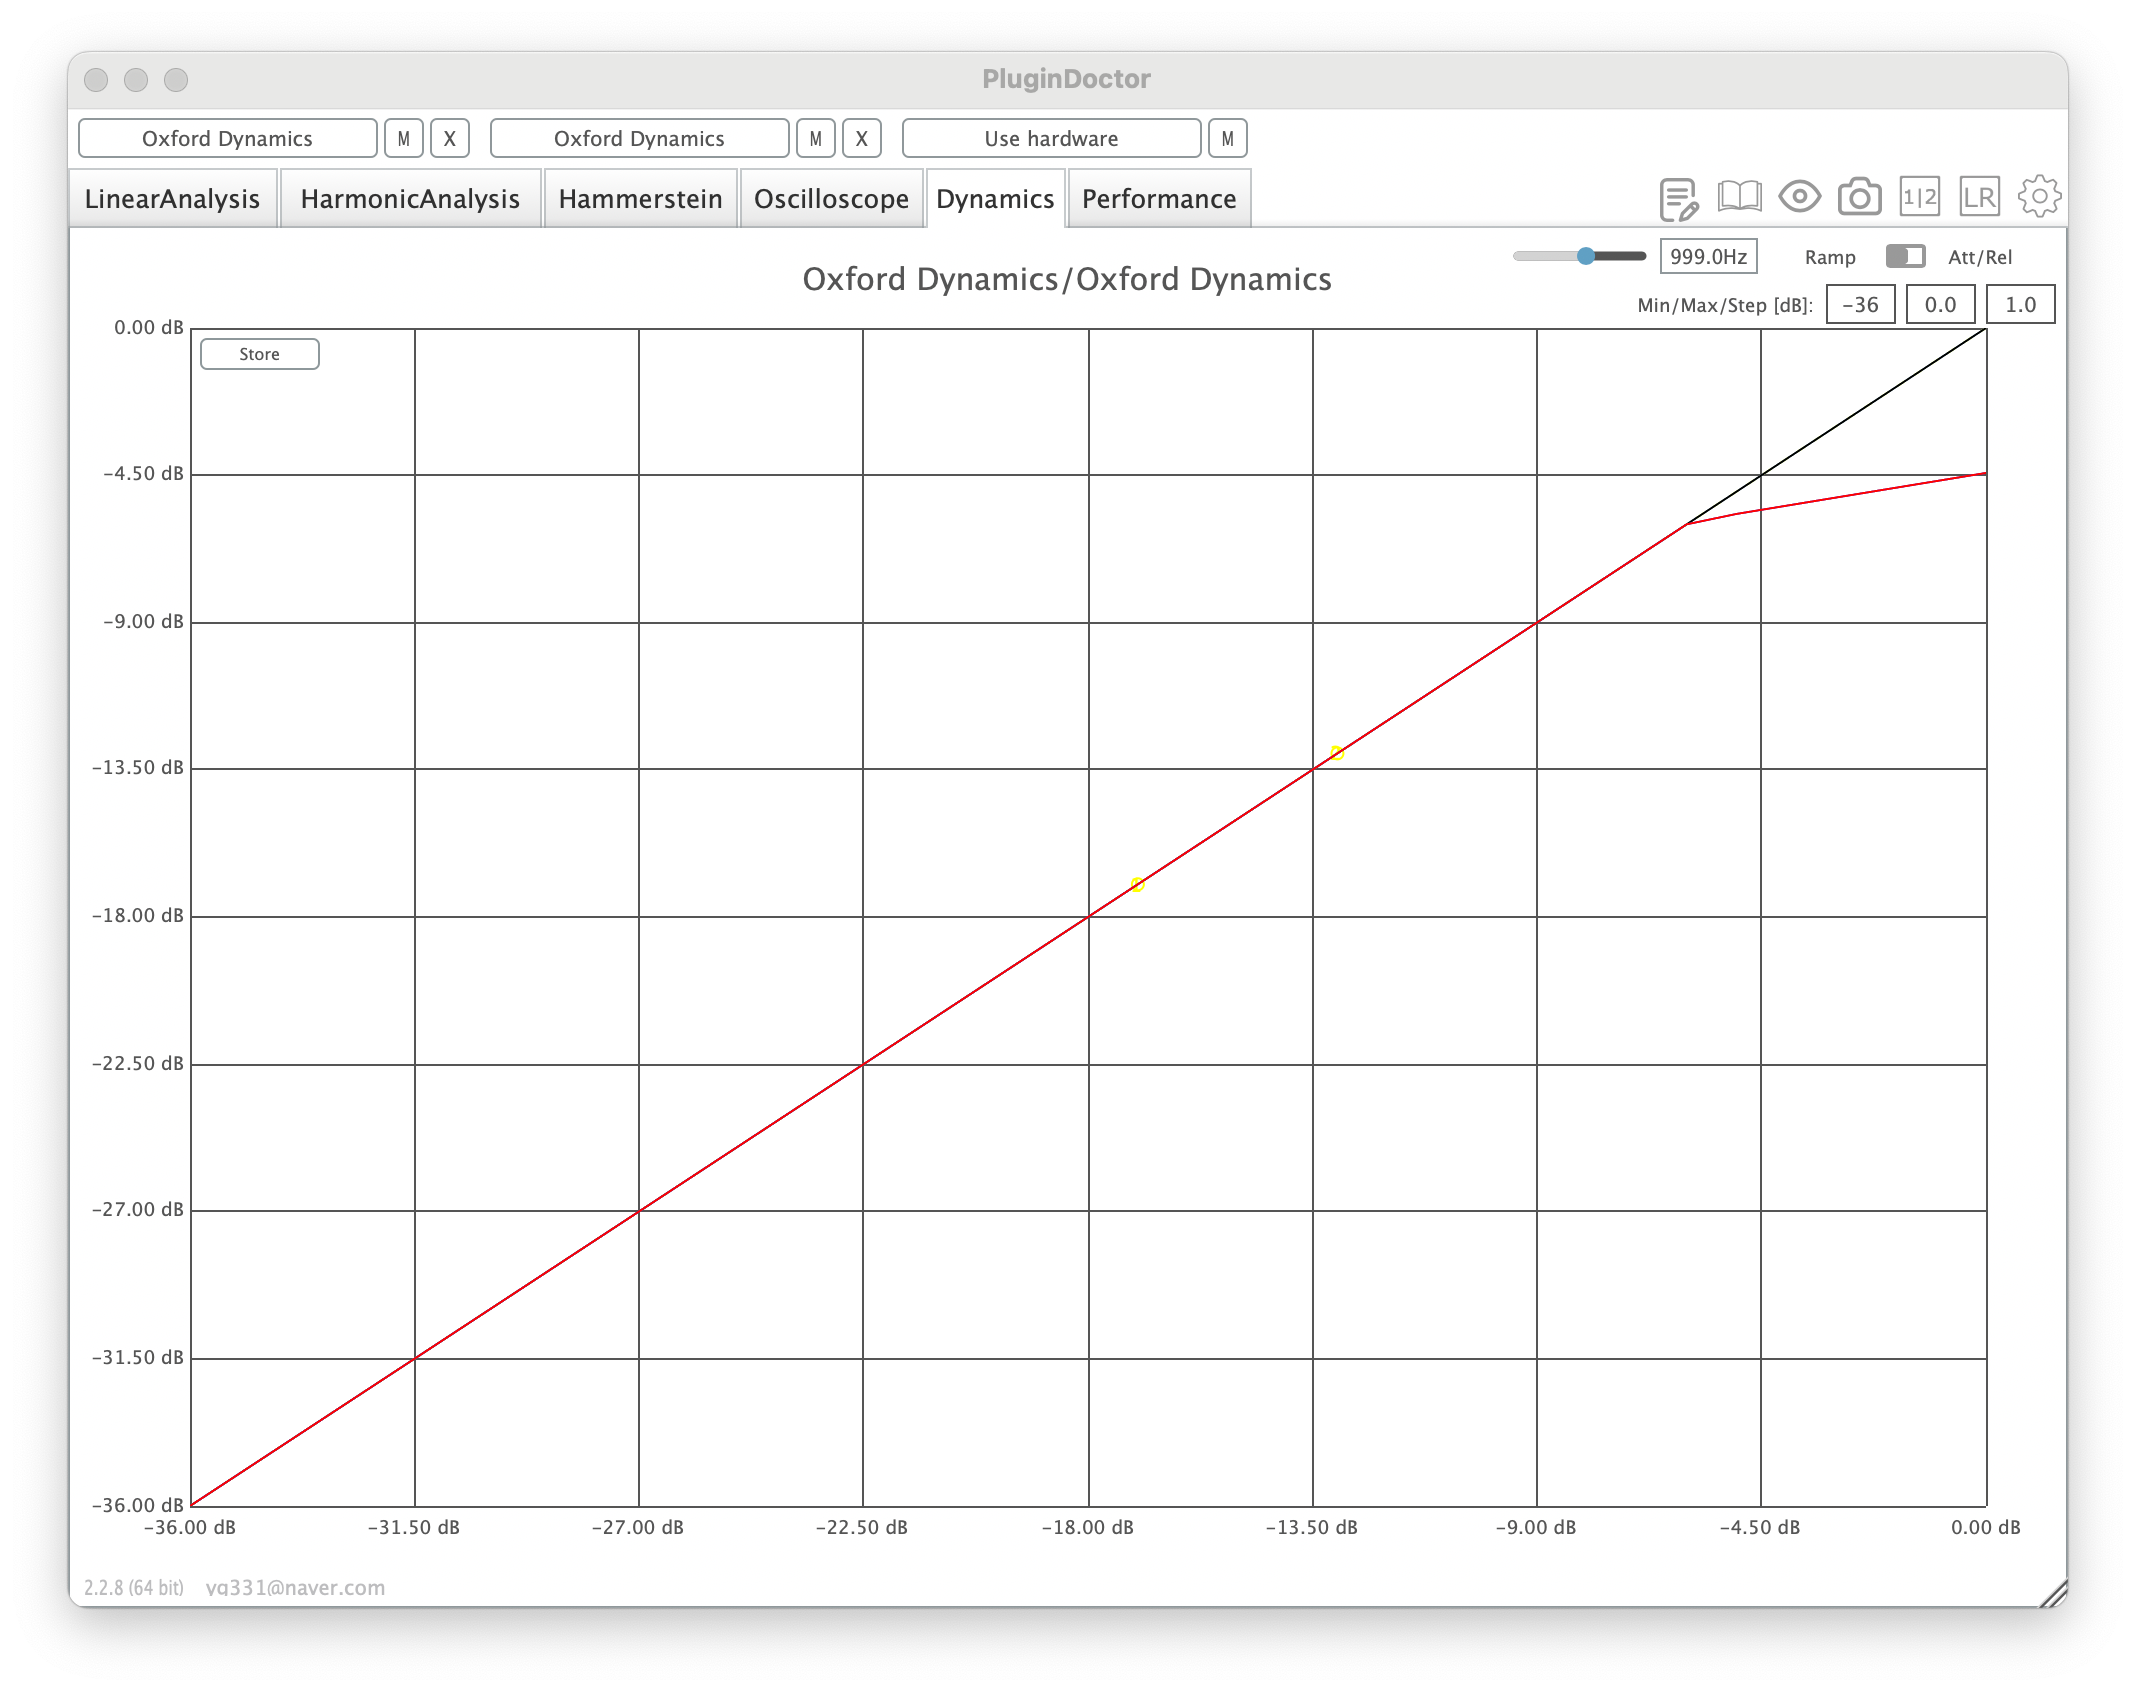 PluginDoctor
Oxford Dynamics M X Oxford Dynamics M X Use hardware M
LinearAnalysis HarmonicAnalysis Hammerstein Oscilloscope Dynamics Performance 1|2 LR
999.0Hz Ramp Att/Rel
Oxford Dynamics/Oxford Dynamics
Min/Max/Step [dB]: -36 0.0 1.0
0.00 dB
Store
-4.50 dB
-9.00 dB
-13.50 dB
-18.00 dB
-22.50 dB
-27.00 dB
-31.50 dB
-36.00 dB
-36.00 dB -31.50 dB -27.00 dB -22.50 dB -18.00 dB -13.50 dB -9.00 dB -4.50 dB 0.00 dB
2.2.8 (64 bit)